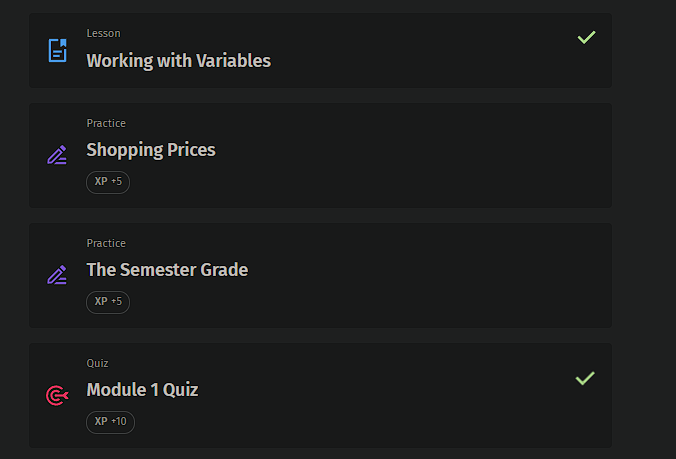 Lesson
Working with Variables
Practice
Shopping Prices
XP +5
Practice
The Semester Grade
XP +5
Quiz
Module 1 Quiz
XP +10